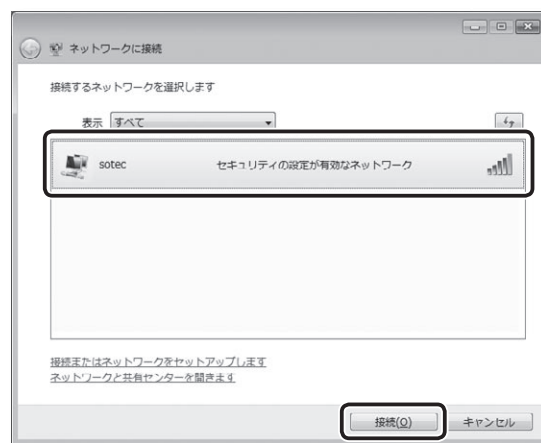 ネットワークに接続
接続するネットワークを選択します
表示 すべて
sotec セキュリティの設定が有効なネットワーク
接続またはネットワークをセットアップします
ネットワークと共有センターを開きます
接続(O) キャンセル